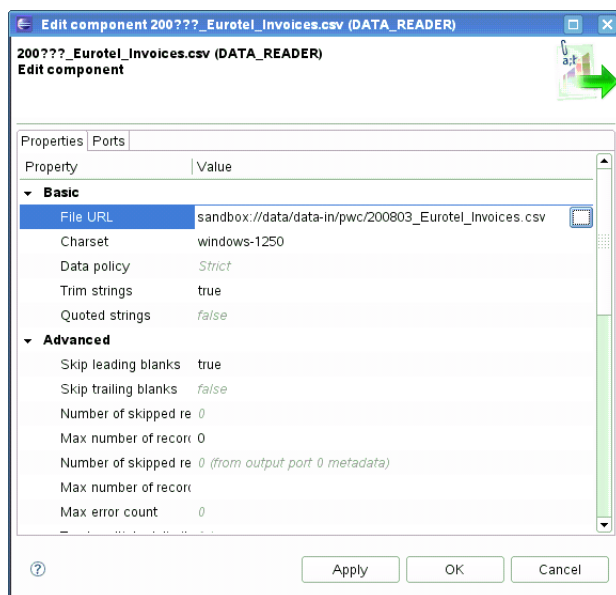 Edit component 200???_Eurotel_Invoices.csv (DATA_READER)
200???_Eurotel_Invoices.csv (DATA_READER)
Edit component
a;b
Properties Ports
Property Value
Basic
File URL sandbox://data/data-in/pwc/200803_Eurotel_Invoices.csv
Charset windows-1250
Data policy Strict
Trim strings true
Quoted strings false
Advanced
Skip leading blanks true
Skip trailing blanks false
Number of skipped re 0
Max number of record 0
Number of skipped re 0 (from output port 0 metadata)
Max number of record
Max error count 0
? Apply OK Cancel